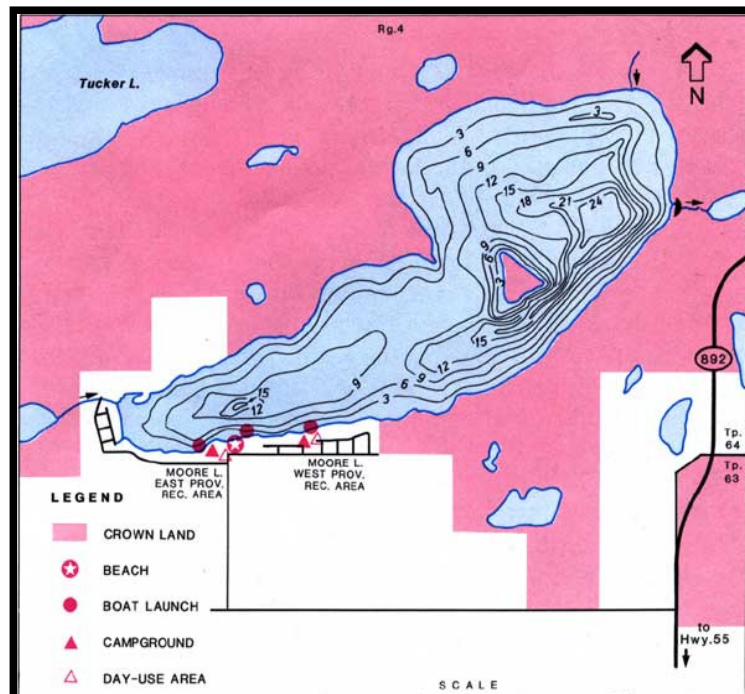 Rg.4
Tucker L.
N
3
3
6
9
12
15
18
21
24
9
6
3
892
15
12
9
6
3
9
15
12
Tp.
64
Tp.
63
MOORE L.
EAST PROV.
REC. AREA
MOORE L.
WEST PROV.
REC. AREA
LEGEND
CROWN LAND
BEACH
BOAT LAUNCH
CAMPGROUND
DAY-USE AREA
to
Hwy.55
SCALE